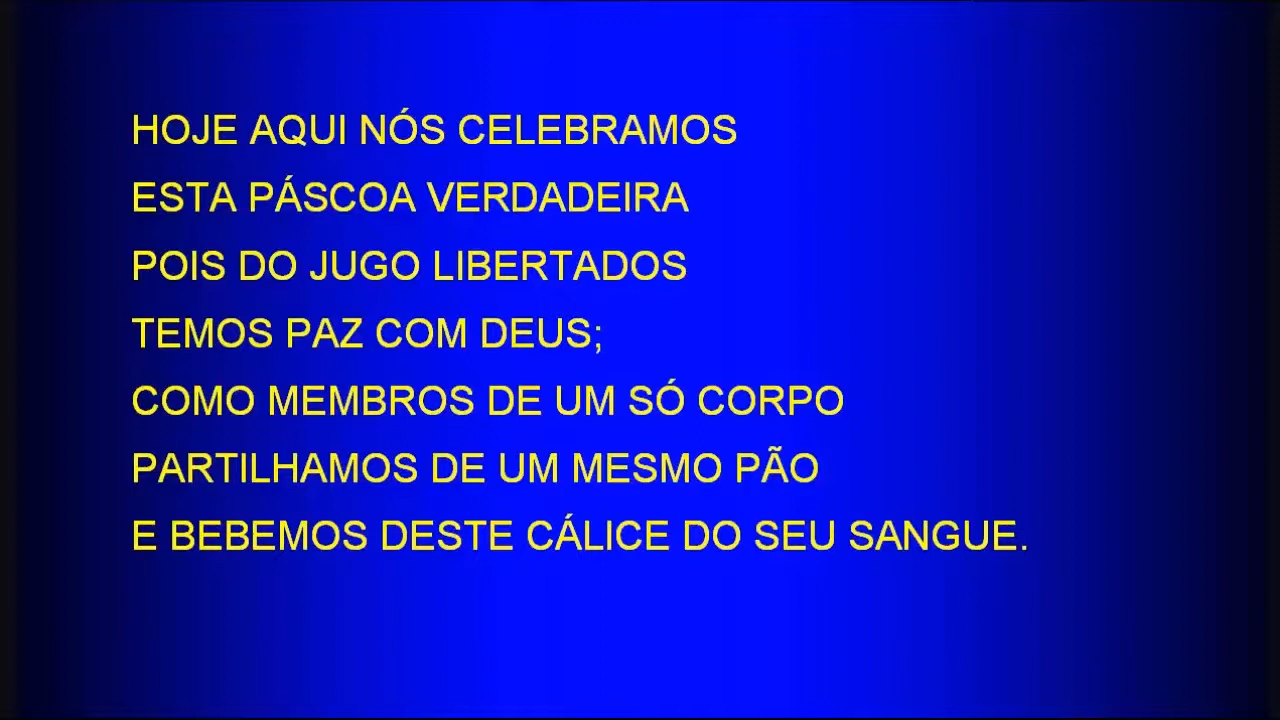 HOJE AQUI NÓS CELEBRAMOS
ESTA PÁSCOA VERDADEIRA
POIS DO JUGO LIBERTADOS
TEMOS PAZ COM DEUS;
COMO MEMBROS DE UM SÓ CORPO
PARTILHAMOS DE UM MESMO PÃO
E BEBEMOS DESTE CÁLICE DO SEU SANGUE.